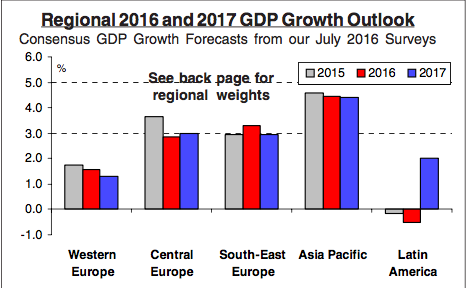 Regional 2016 and 2017 GDP Growth Outlook
Consensus GDP Growth Forecasts from our July 2016 Surveys
6.0
%
See back page for
regional weights
2015 2016 2017
5.0
4.0
3.0
2.0
1.0
0.0
-1.0
Western
Europe
Central
Europe
South-East
Europe
Asia Pacific
Latin
America